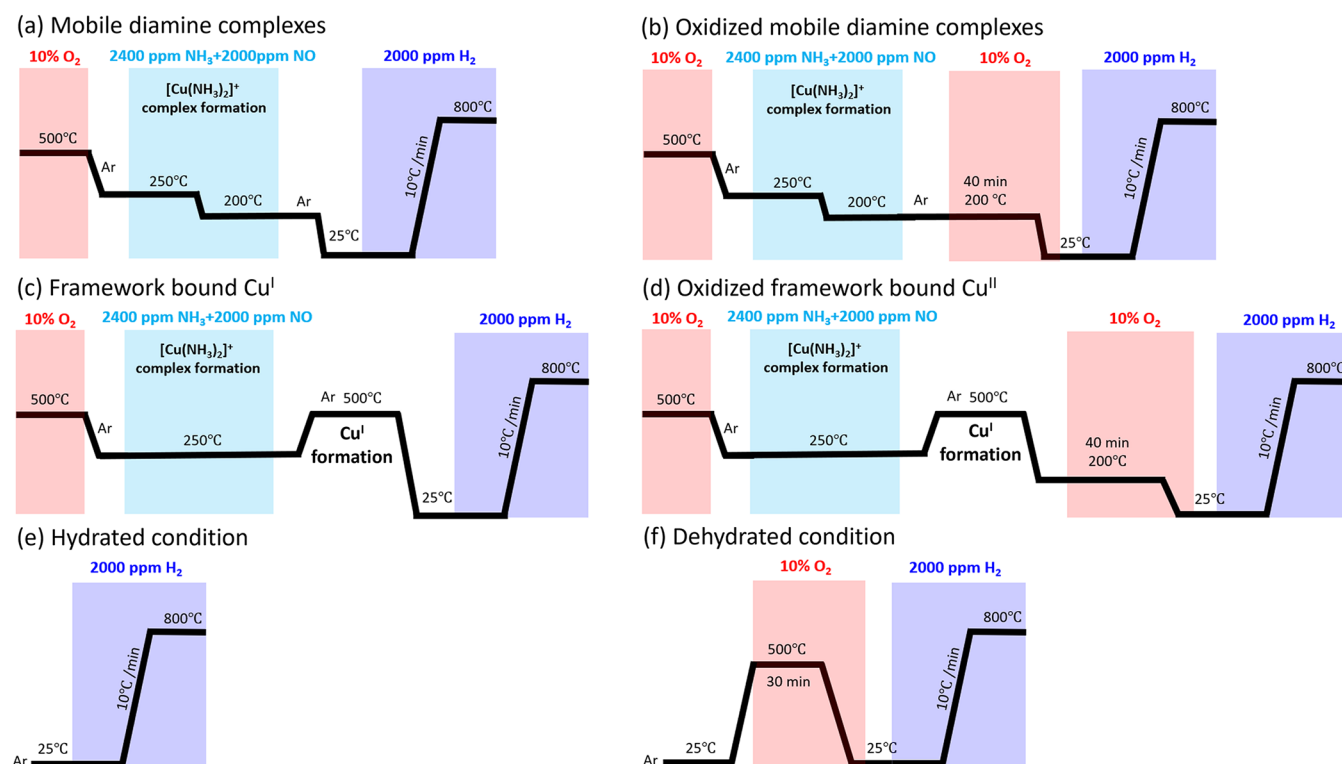 (a) Mobile diamine complexes
10% O₂
2400 ppm NH₃+2000ppm NO
2000 ppm H₂
[Cu(NH₃)₂]⁺
complex formation
800℃
500℃
Ar
10℃ /min
250℃
200℃
Ar
25℃
(b) Oxidized mobile diamine complexes
10% O₂
2400 ppm NH₃+2000 ppm NO
10% O₂
2000 ppm H₂
[Cu(NH₃)₂]⁺
complex formation
800℃
500℃
Ar
10℃ /min
250℃
40 min
200℃
Ar
200 ℃
25℃
(c) Framework bound Cuᴵ
10% O₂
2400 ppm NH₃+2000 ppm NO
2000 ppm H₂
[Cu(NH₃)₂]⁺
complex formation
800℃
500℃
Ar 500℃
Ar
Cuᴵ
formation
10℃ /min
250℃
25℃
(d) Oxidized framework bound Cuᴵᴵ
10% O₂
2400 ppm NH₃+2000 ppm NO
10% O₂
2000 ppm H₂
[Cu(NH₃)₂]⁺
complex formation
800℃
500℃
Ar 500℃
Ar
Cuᴵ
formation
10℃ /min
250℃
40 min
200℃
25℃
(e) Hydrated condition
2000 ppm H₂
800℃
10℃ /min
25℃
Ar
(f) Dehydrated condition
10% O₂
2000 ppm H₂
800℃
500℃
30 min
10℃ /min
25℃
25℃
Ar